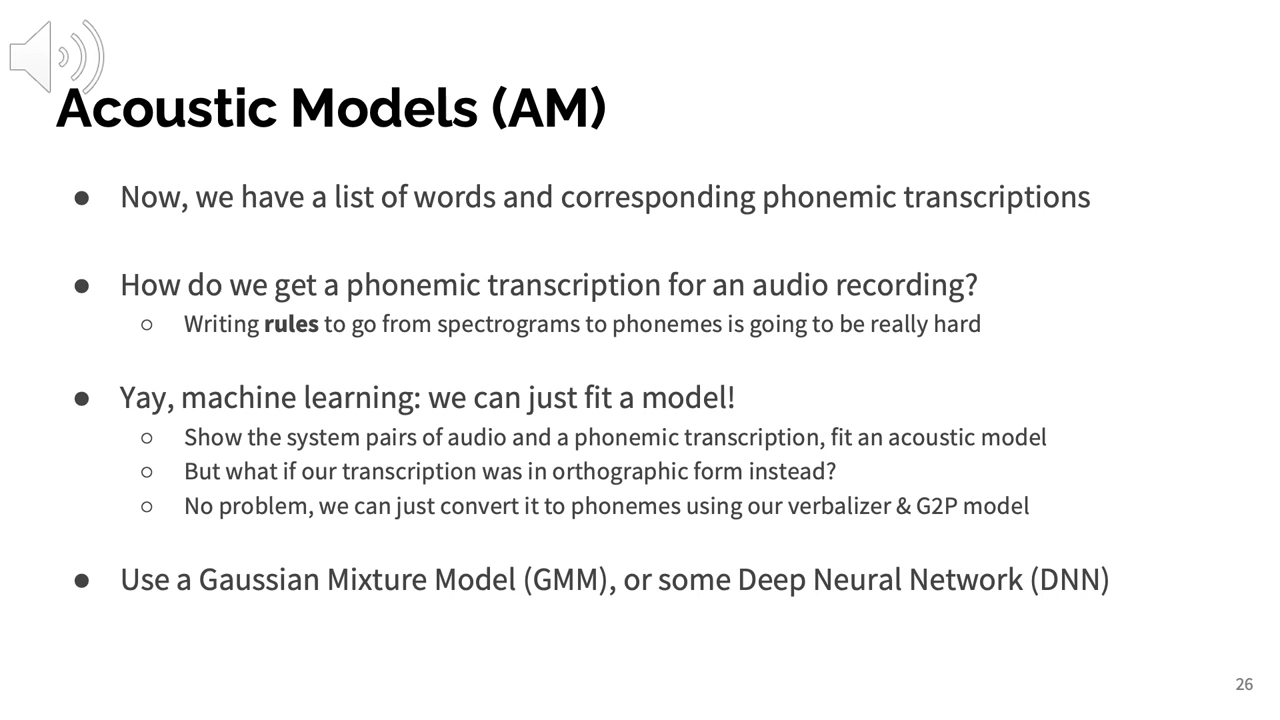 Acoustic Models (AM)
● Now, we have a list of words and corresponding phonemic transcriptions
● How do we get a phonemic transcription for an audio recording?
○ Writing rules to go from spectrograms to phonemes is going to be really hard
● Yay, machine learning: we can just fit a model!
○ Show the system pairs of audio and a phonemic transcription, fit an acoustic model
○ But what if our transcription was in orthographic form instead?
○ No problem, we can just convert it to phonemes using our verbalizer & G2P model
● Use a Gaussian Mixture Model (GMM), or some Deep Neural Network (DNN)
26